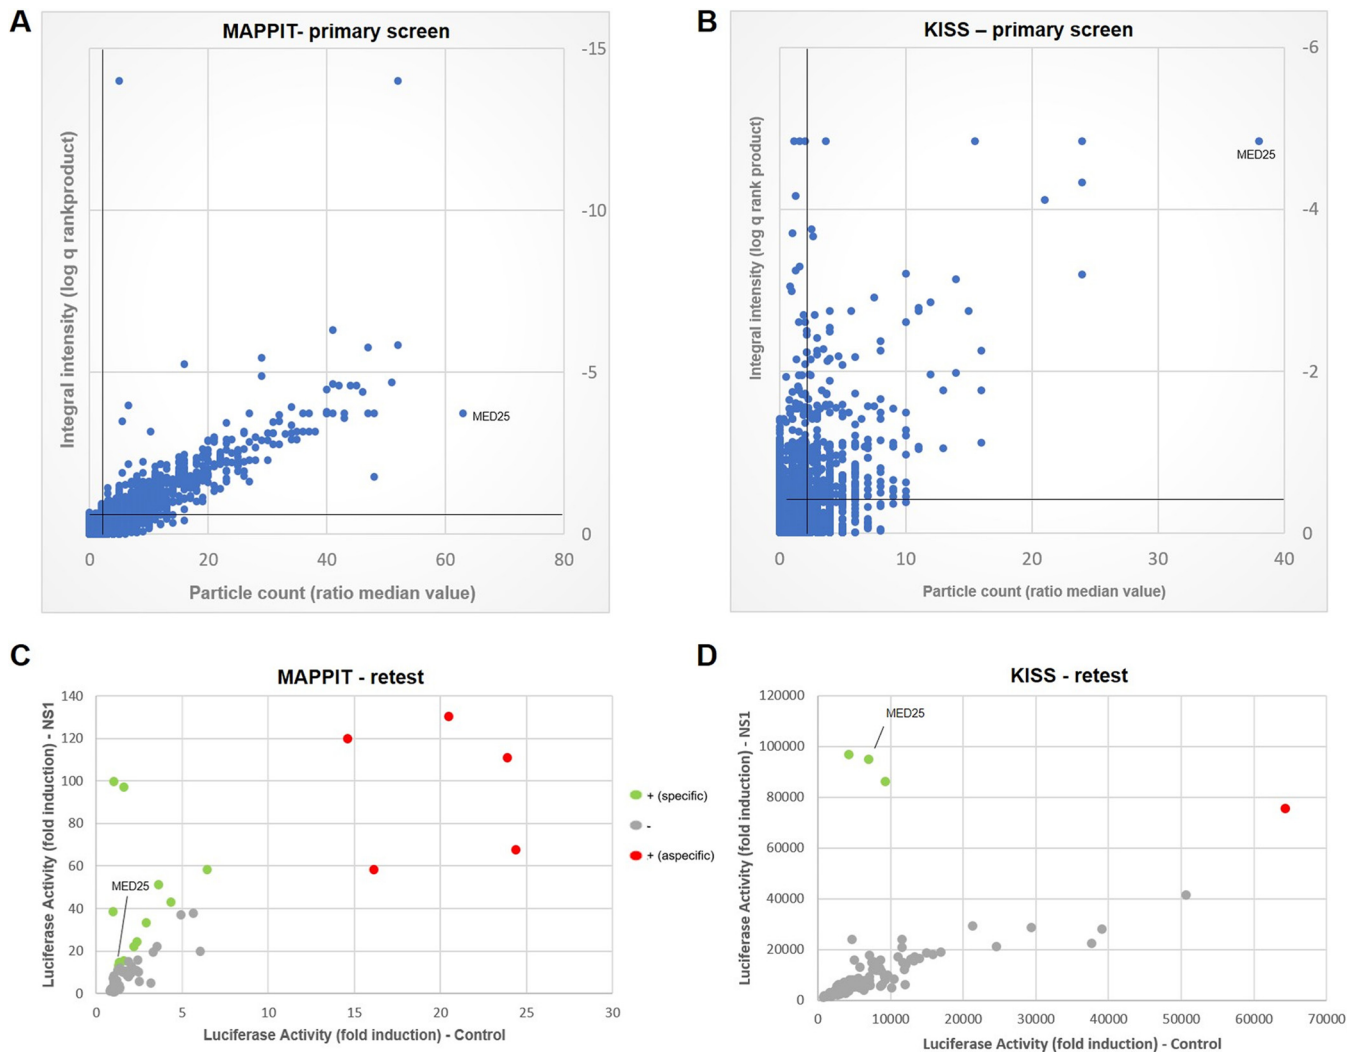 A
MAPPIT- primary screen
-15
-10
-5
0
Integral intensity (log q rankproduct)
MED25
0 20 40 60 80
Particle count (ratio median value)
B
KISS – primary screen
-6
-4
-2
0
Integral intensity (log q rank product)
MED25
0 10 20 30 40
Particle count (ratio median value)
C
MAPPIT - retest
140
120
100
80
60
40
20
0
Luciferase Activity (fold induction) - NS1
MED25
0 5 10 15 20 25 30
Luciferase Activity (fold induction) - Control
+ (specific)
-
+ (aspecific)
D
KISS - retest
120000
100000
80000
60000
40000
20000
0
Luciferase Activity (fold induction) - NS1
MED25
0 10000 20000 30000 40000 50000 60000 70000
Luciferase Activity (fold induction) - Control